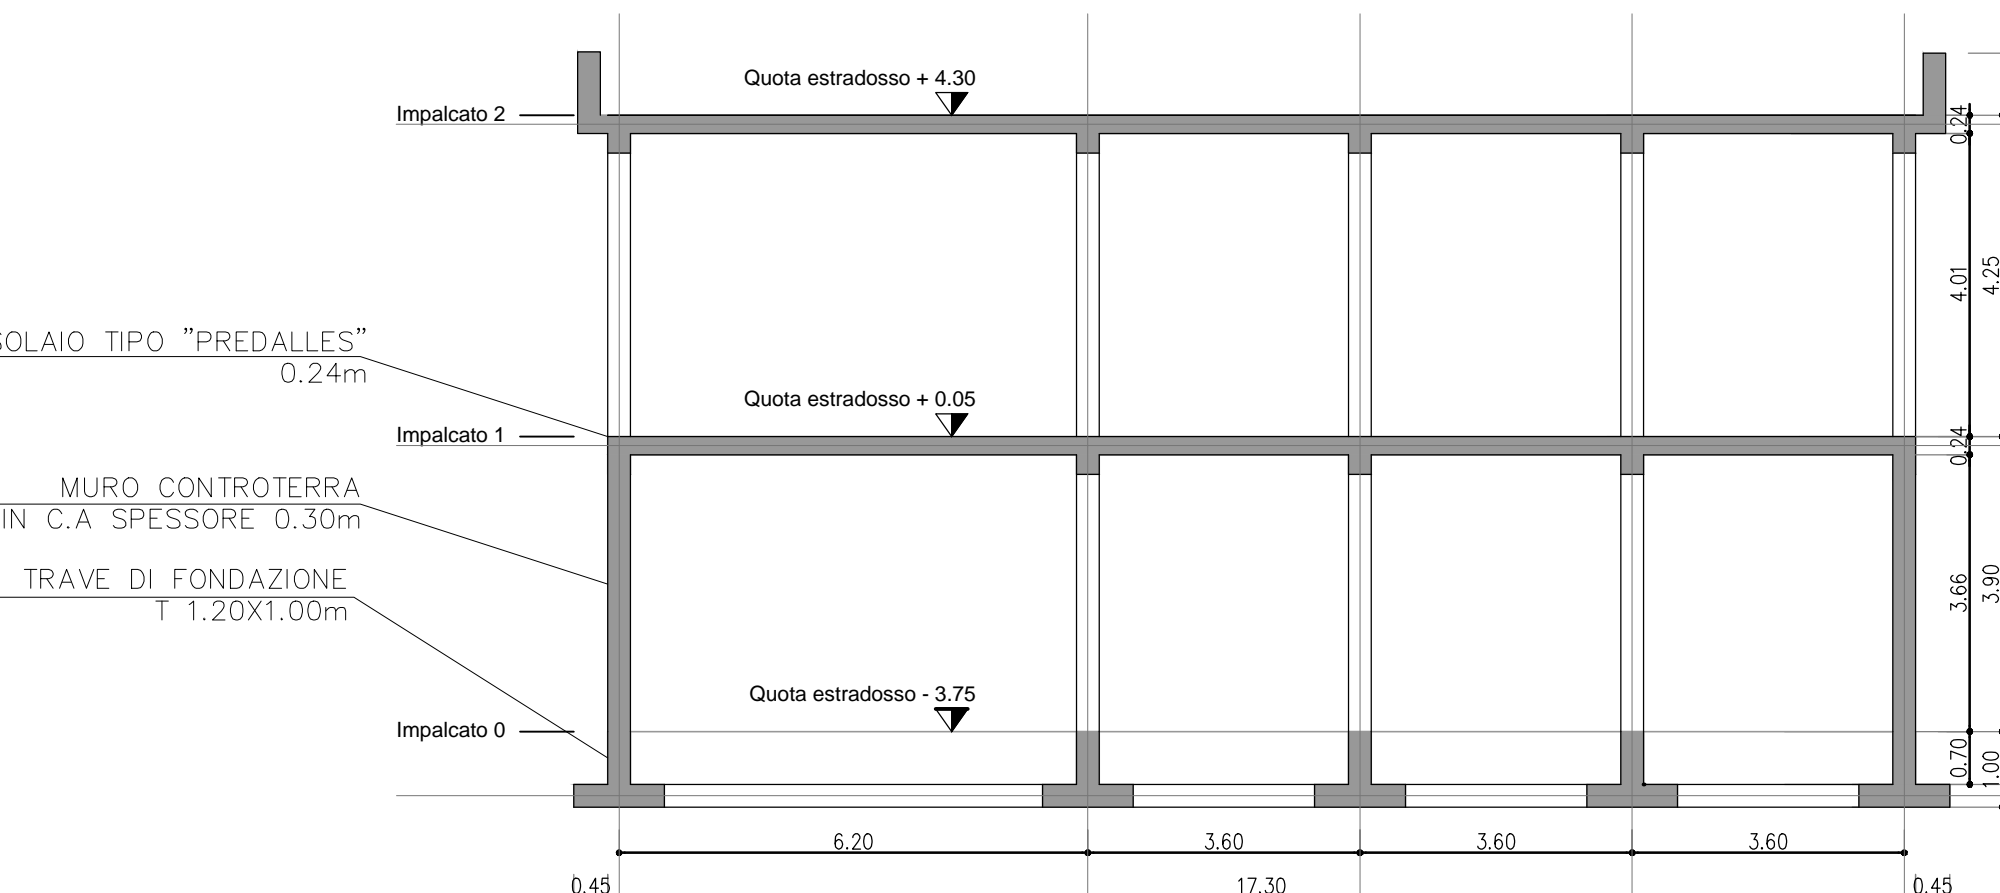 Quota estradosso + 4.30
Impalcato 2
0.24
4.01
4.25
SOLAIO TIPO ”PREDALLES”
0.24m
Quota estradosso + 0.05
Impalcato 1
0.24
MURO CONTROTERRA
IN C.A SPESSORE 0.30m
TRAVE DI FONDAZIONE
T 1.20X1.00m
3.66
3.90
Quota estradosso - 3.75
Impalcato 0
0.70
1.00
6.20
3.60
3.60
3.60
0.45
17.30
0.45